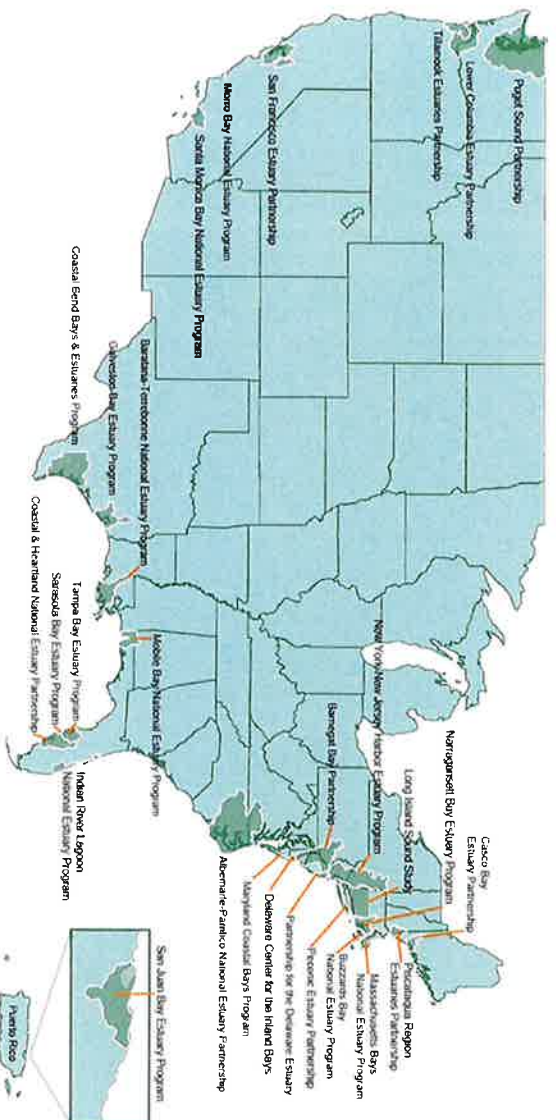 Puget Sound Partnership
Lower Columbia Estuary Partnership
Tillamook Estuaries Partnership
San Francisco Estuary Partnership
Morro Bay National Estuary Program
Santa Monica Bay National Estuary Program
Coastal Bend Bays & Estuaries Program
Galveston Bay Estuary Program
Barataria-Terrebonne National Estuary Program
Mobile Bay National Estuary Program
Tampa Bay Estuary Program
Sarasota Bay Estuary Program
Coastal & Heartland National Estuary Partnership
Indian River Lagoon
National Estuary Program
Casco Bay
Estuary Partnership
Narragansett Bay Estuary Program
Long Island Sound Study
New York-New Jersey Harbor Estuary Program
Barnegat Bay Partnership
Piscataqua Region
Estuaries Partnership
Massachusetts Bays
National Estuary Program
Buzzards Bay
National Estuary Program
Peconic Estuary Partnership
Partnership for the Delaware Estuary
Delaware Center for the Inland Bays
Maryland Coastal Bays Program
Albemarle-Pamlico National Estuary Partnership
San Juan Bay Estuary Program
Puerto Rico